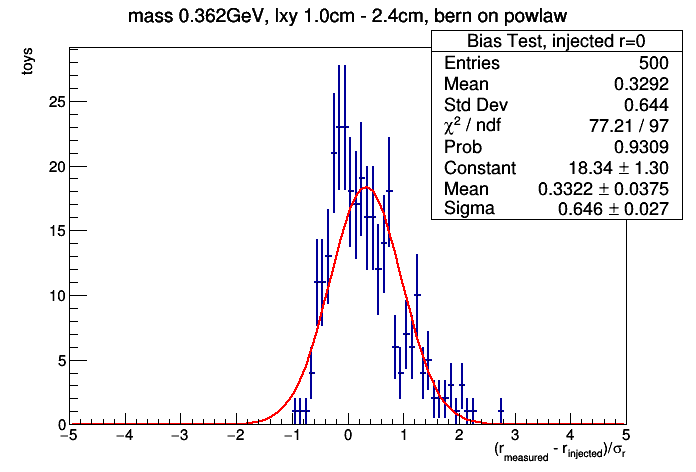 mass 0.362GeV, lxy 1.0cm - 2.4cm, bern on powlaw
toys
Bias Test, injected r=0
Entries 500
Mean 0.3292
Std Dev 0.644
χ² / ndf 77.21 / 97
Prob 0.9309
Constant 18.34 ± 1.30
Mean 0.3322 ± 0.0375
Sigma 0.646 ± 0.027
25
20
15
10
5
0
−5 −4 −3 −2 −1 0 1 2 3 4 5
(r_measured - r_injected)/σ_r